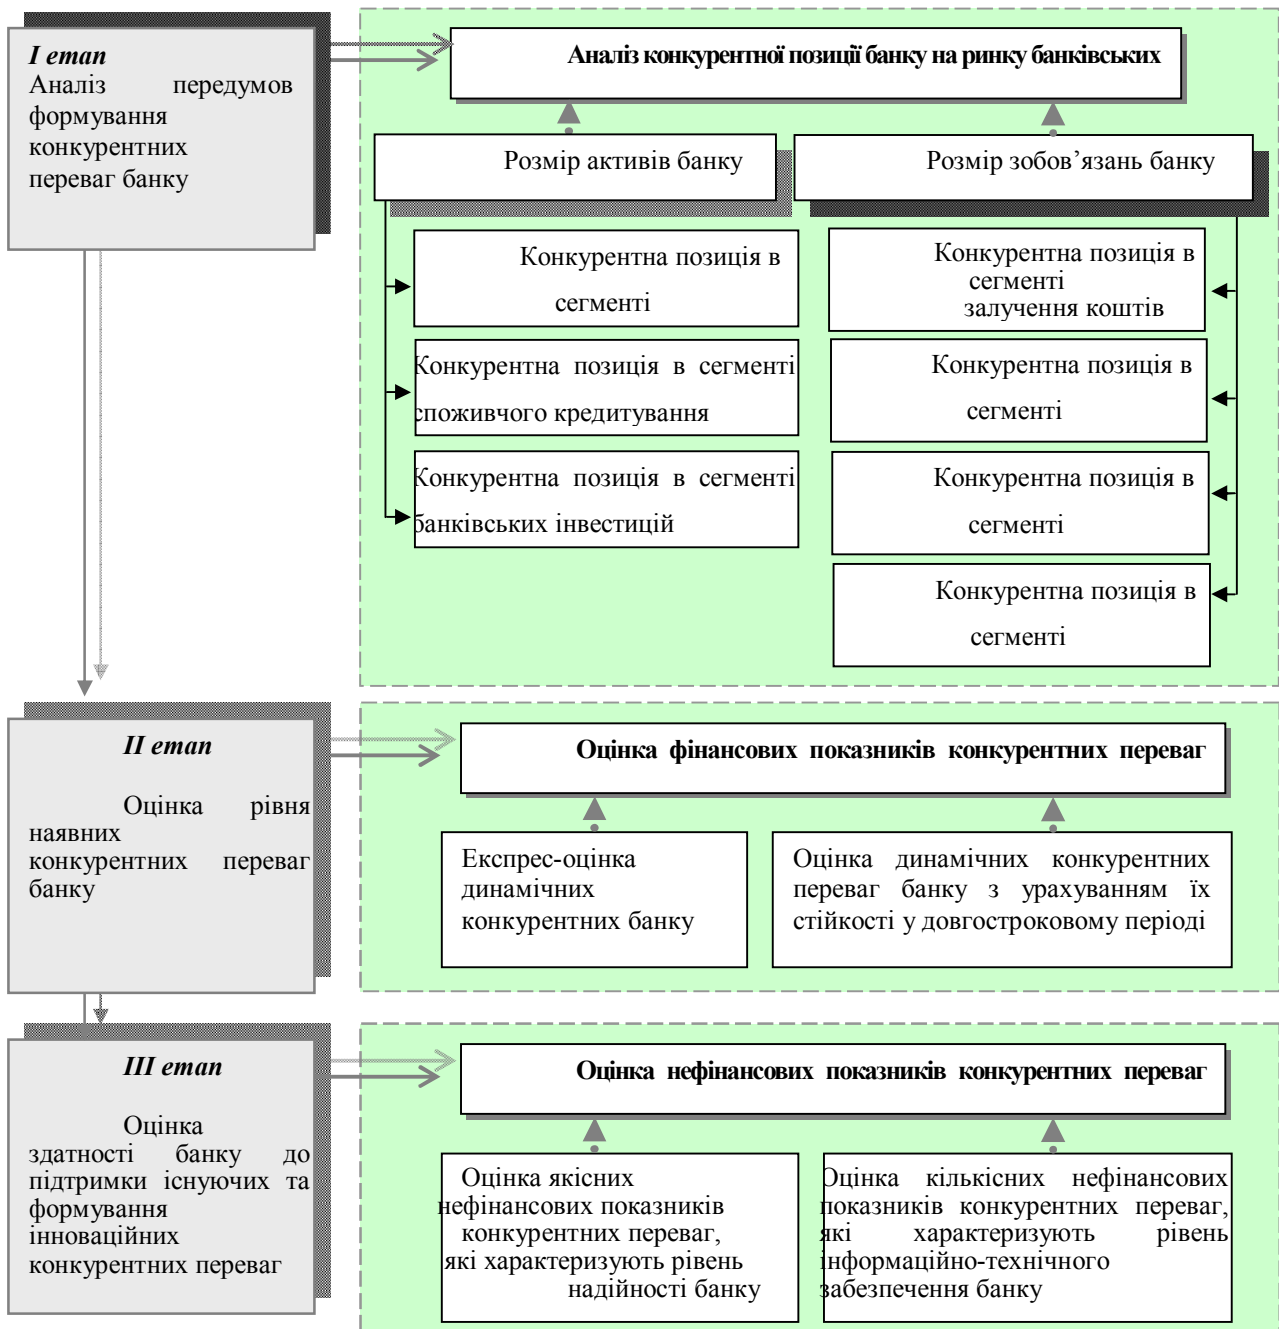 I етап
Аналіз передумов
формування
конкурентних
переваг банку
Аналіз конкурентної позиції банку на ринку банківських
Розмір активів банку
Розмір зобов’язань банку
Конкурентна позиція в
сегменті
Конкурентна позиція в сегменті
споживчого кредитування
Конкурентна позиція в сегменті
банківських інвестицій
Конкурентна позиція в
сегменті
залучення коштів
Конкурентна позиція в
сегменті
Конкурентна позиція в
сегменті
Конкурентна позиція в
сегменті
II етап
Оцінка рівня
наявних
конкурентних переваг
банку
Оцінка фінансових показників конкурентних переваг
Експрес-оцінка
динамічних
конкурентних банку
Оцінка динамічних конкурентних
переваг банку з урахуванням їх
стійкості у довгостроковому періоді
III етап
Оцінка
здатності банку до
підтримки існуючих та
формування
інноваційних
конкурентних переваг
Оцінка нефінансових показників конкурентних переваг
Оцінка якісних
нефінансових показників
конкурентних переваг,
які характеризують рівень
надійності банку
Оцінка кількісних нефінансових
показників конкурентних переваг,
які характеризують рівень
інформаційно-технічного
забезпечення банку